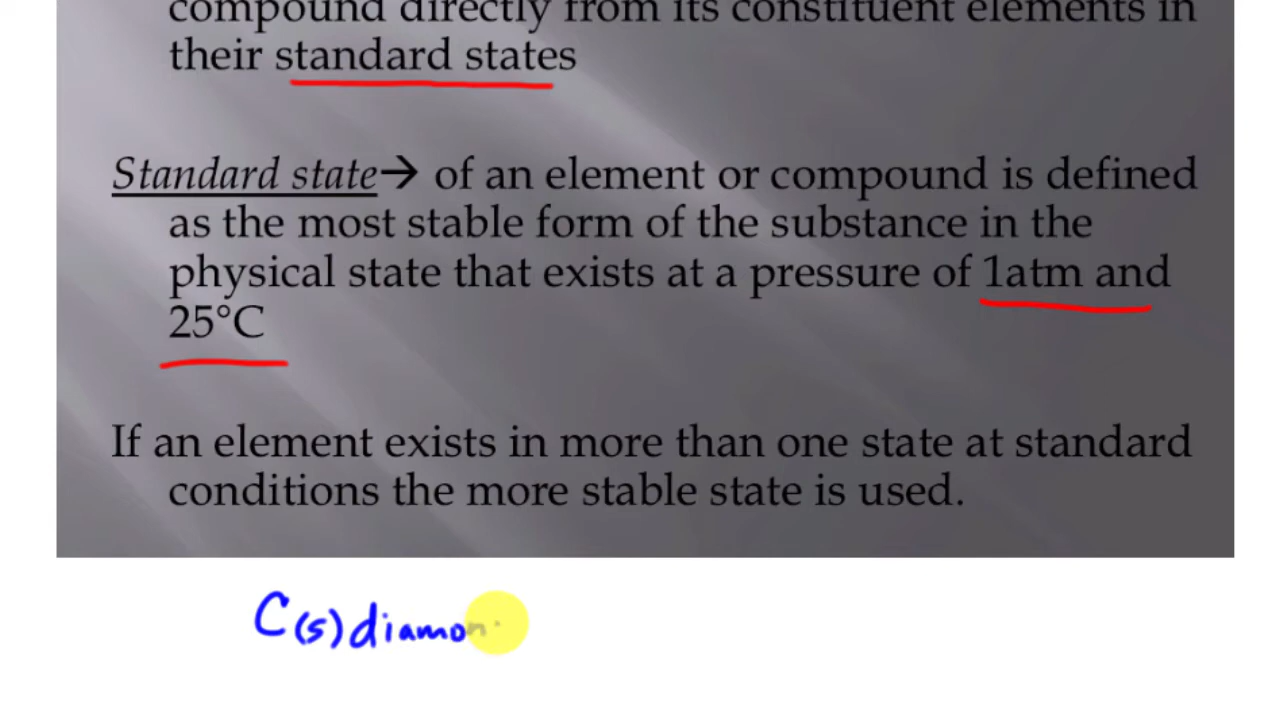 compound directly from its constituent elements in
their standard states
Standard state→ of an element or compound is defined
as the most stable form of the substance in the
physical state that exists at a pressure of 1atm and
25°C
If an element exists in more than one state at standard
conditions the more stable state is used.
C(s) diamon